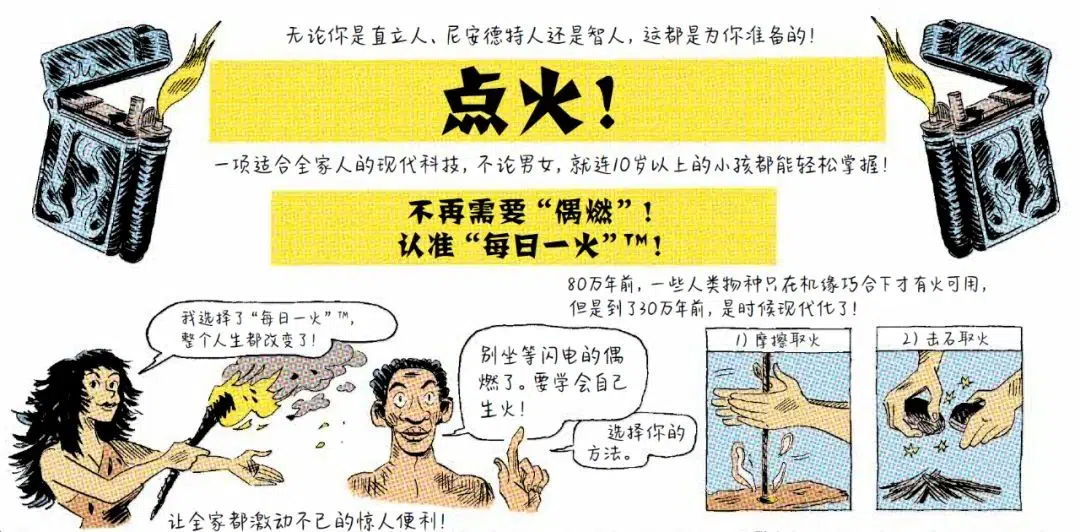 无论你是直立人、尼安德特人还是智人，这都是为你准备的！
点火！
一项适合全家人的现代科技，不论男女，就连10岁以上的小孩都能轻松掌握！
不再需要“偶燃”！
认准“每日一火”™！
80万年前，一些人类物种只在机缘巧合下才有火可用，
但是到了30万年前，是时候现代化了！
我选择了“每日一火”™，
整个人生都改变了！
别坐等闪电的偶
燃了。要学会自己
生火！
选择你的
方法。
1）摩擦取火
2）击石取火
让全家都激动不已的惊人便利！